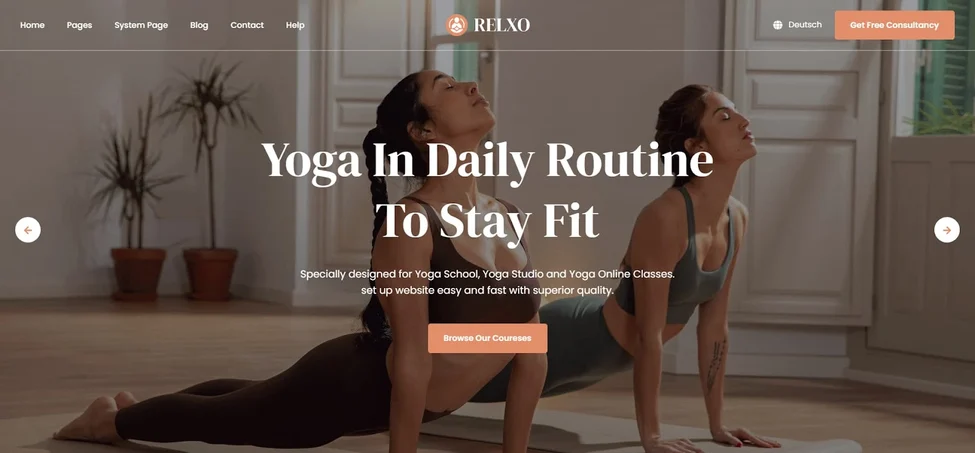 Home
Pages
System Page
Blog
Contact
Help
RELXO
Deutsch
Get Free Consultancy
Yoga In Daily Routine
To Stay Fit
Specially designed for Yoga School, Yoga Studio and Yoga Online Classes.
set up website easy and fast with superior quality.
Browse Our Coureses